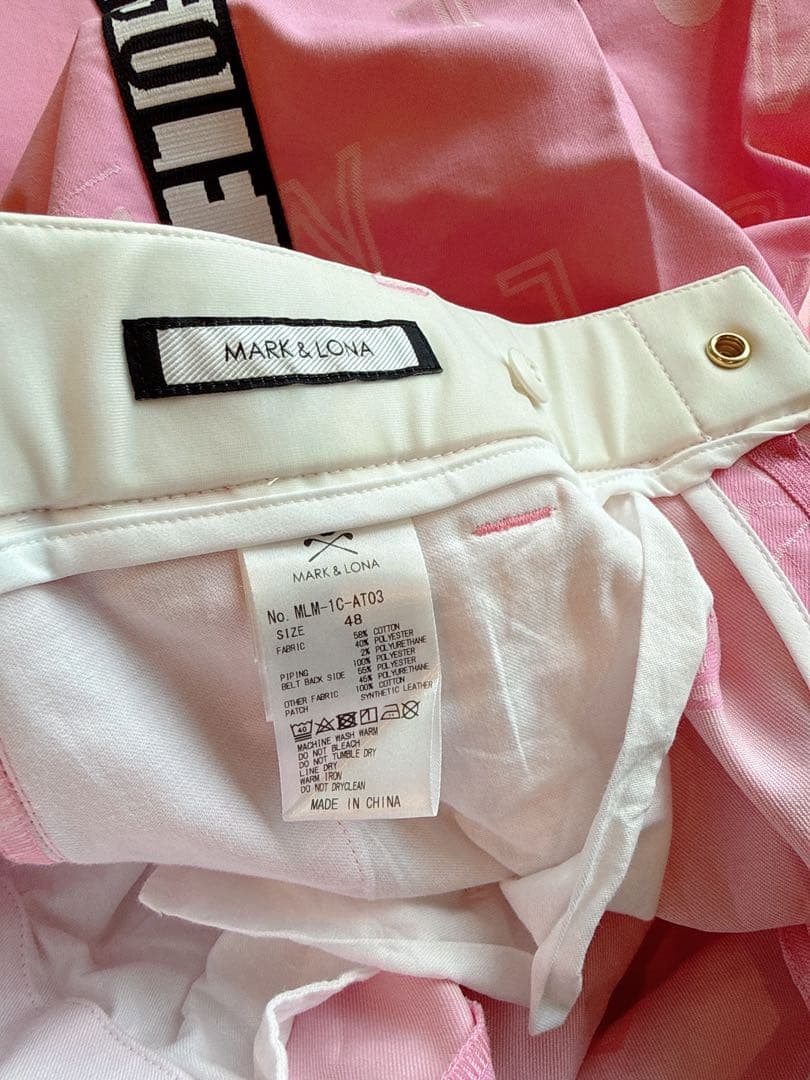 GOLF
MARK & LONA
MARK & LONA
No. MLM-1C-AT03
SIZE 48
FABRIC 58% COTTON
40% POLYESTER
2% POLYURETHANE
PIPING 100% POLYESTER
BELT BACK SIDE 55% POLYESTER
45% POLYURETHANE
OTHER FABRIC 100% COTTON
PATCH SYNTHETIC LEATHER
40
MACHINE WASH WARM
DO NOT BLEACH
DO NOT TUMBLE DRY
LINE DRY
WARM IRON
DO NOT DRYCLEAN
MADE IN CHINA